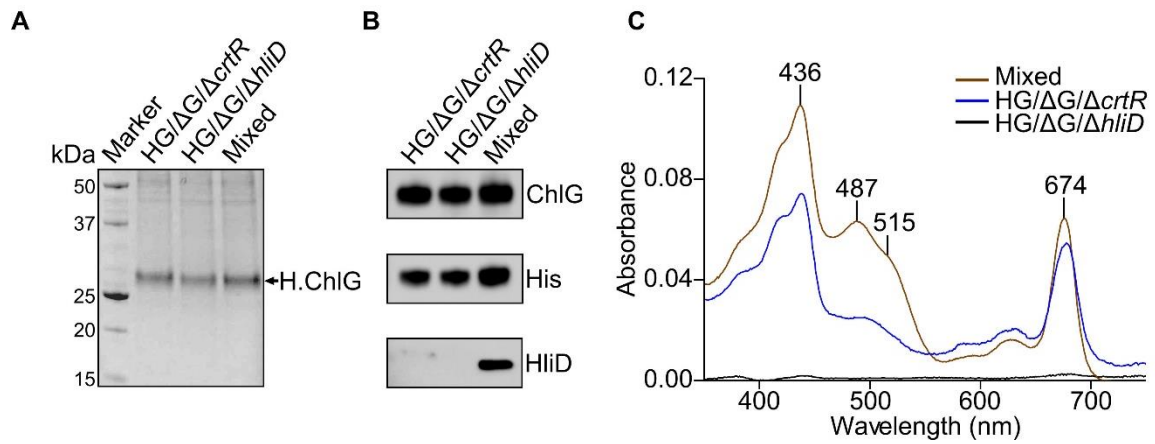 A
Marker
HG/ΔG/ΔcrtR
HG/ΔG/ΔhliD
Mixed
kDa
50
37
25
20
15
H.ChlG
B
HG/ΔG/ΔcrtR
HG/ΔG/ΔhliD
Mixed
ChlG
His
HliD
C
Absorbance
0.12
0.08
0.04
0.00
436
487
515
674
Mixed
HG/ΔG/ΔcrtR
HG/ΔG/ΔhliD
400 500 600 700
Wavelength (nm)